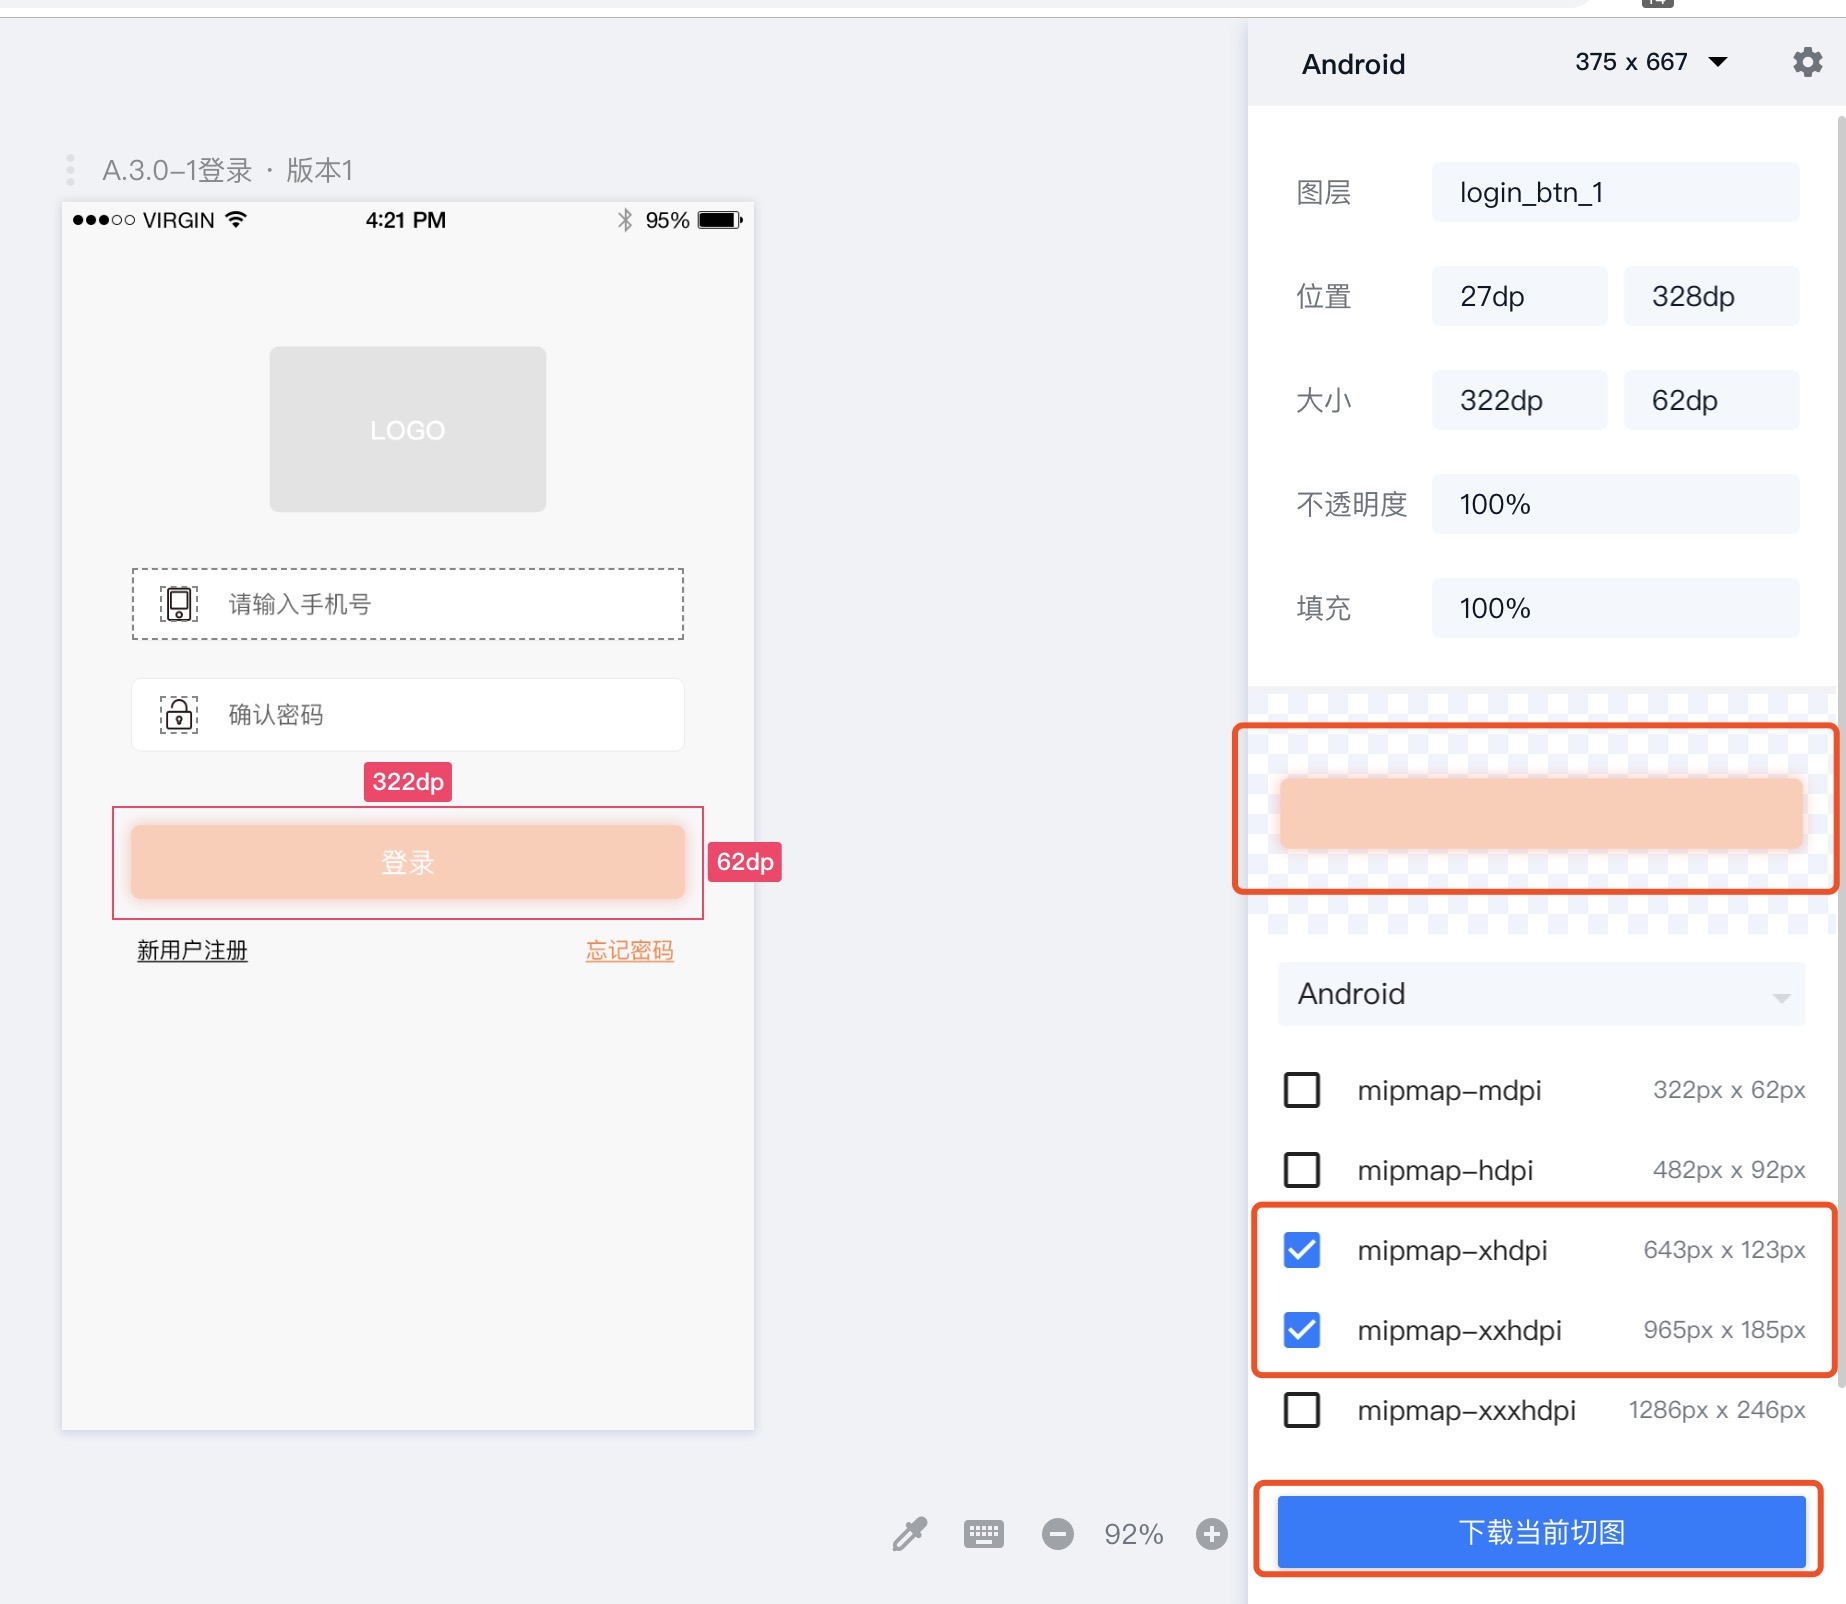 Android
375 x 667
A.3.0-1登录 · 版本1
VIRGIN
4:21 PM
95%
LOGO
请输入手机号
确认密码
322dp
登录
62dp
新用户注册
忘记密码
92%
图层
login_btn_1
位置
27dp
328dp
大小
322dp
62dp
不透明度
100%
填充
100%
Android
mipmap-mdpi
322px x 62px
mipmap-hdpi
482px x 92px
mipmap-xhdpi
643px x 123px
mipmap-xxhdpi
965px x 185px
mipmap-xxxhdpi
1286px x 246px
下载当前切图